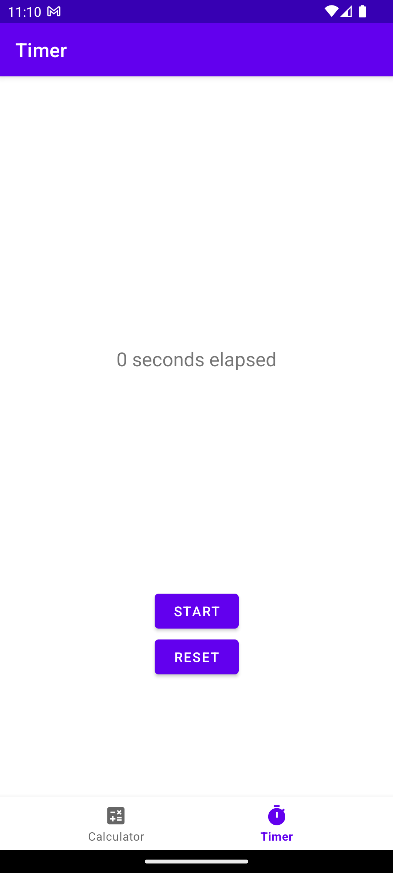 11:10
Timer
0 seconds elapsed
START
RESET
Calculator
Timer